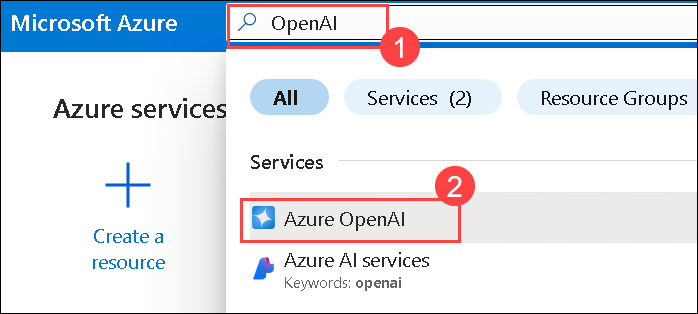 Microsoft Azure
OpenAI
1
All
Services (2)
Resource Groups
Azure services
Services
2
Azure OpenAI
Create a
resource
Azure AI services
Keywords: openai